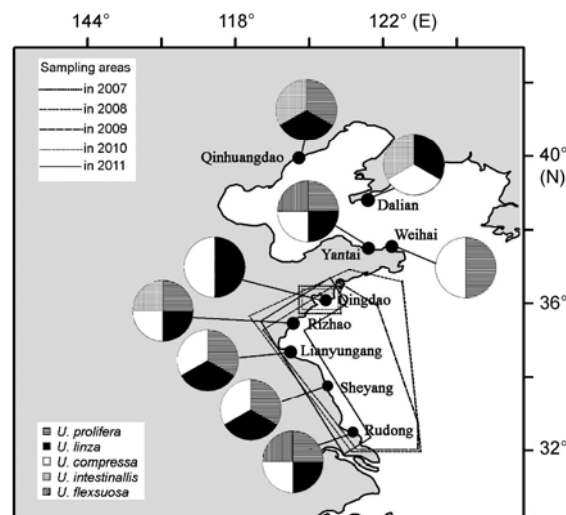 144° 118° 122° (E)
Sampling areas
in 2007
in 2008
in 2009
in 2010
in 2011
Qinhuangdao
40°
(N)
Dalian
Weihai
Yantai
Qingdao
36°
Rizhao
Lianyungang
Sheyang
Rudong
32°
U. prolifera
U. linza
U. compressa
U. intestinallis
U. flexsuosa